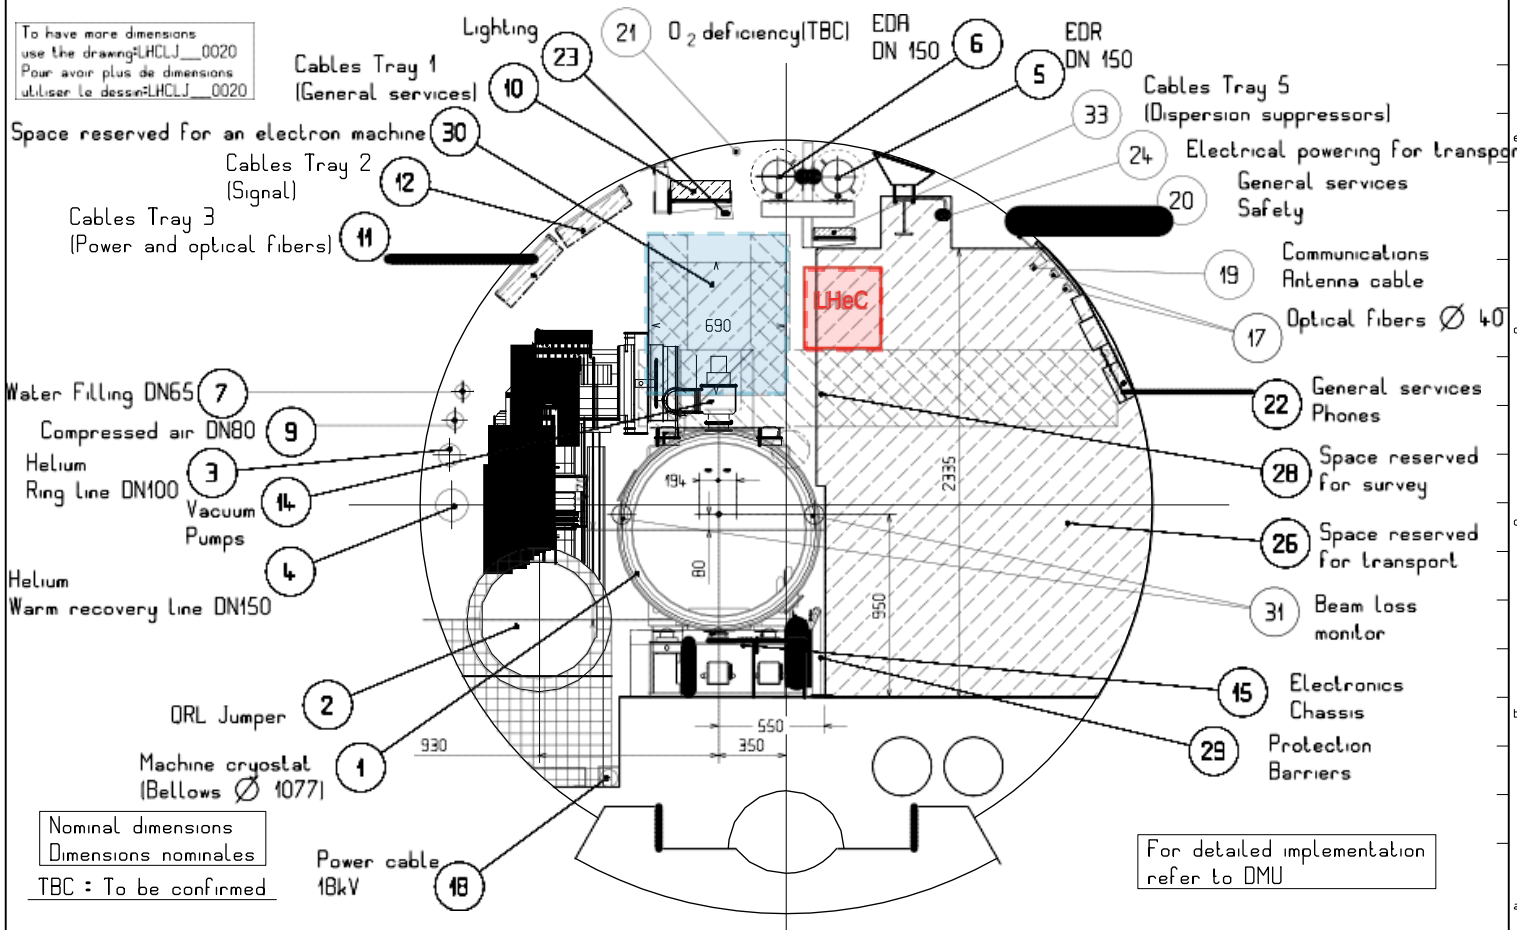 To have more dimensions
use the drawing:LHCLJ__0020
Pour avoir plus de dimensions
utiliser le dessin:LHCLJ__0020
Lighting
23
21
O2 deficiency(TBC)
EDA
DN 150
6
EDR
DN 150
5
Cables Tray 1
(General services)
10
Cables Tray 5
(Dispersion suppressors)
33
Space reserved for an electron machine
30
24
Electrical powering for transpor
Cables Tray 2
(Signal)
12
General services
Safety
20
Cables Tray 3
(Power and optical fibers)
11
Communications
Antenna cable
19
LHeC
690
17
Optical fibers Ø 40
Water Filling DN65
7
General services
Phones
22
Compressed air DN80
9
Helium
Ring line DN100
3
28
Space reserved
for survey
2335
194
Vacuum
Pumps
14
26
Space reserved
for transport
Helium
Warm recovery line DN150
4
80
950
31
Beam loss
monitor
QRL Jumper
2
15
Electronics
Chassis
550
930
350
29
Protection
Barriers
Machine cryostat
(Bellows Ø 1077)
1
Nominal dimensions
Dimensions nominales
TBC : To be confirmed
Power cable
18kV
18
For detailed implementation
refer to DMU